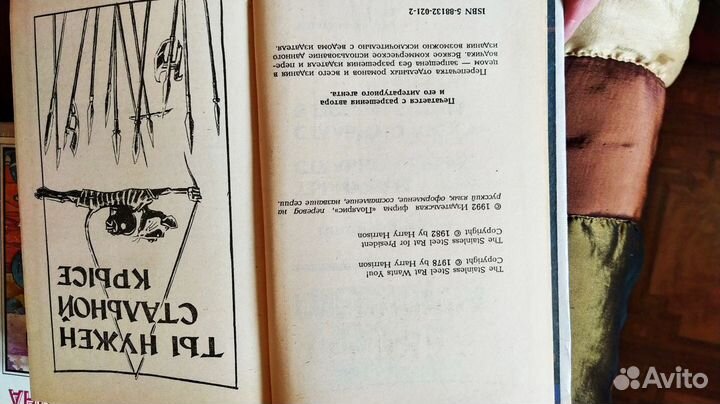 The Stainless Steel Rat Wants You!
Copyright © 1978 by Harry Harrison
The Stainless Steel Rat for President
Copyright © 1982 by Harry Harrison
© 1992 Издательская фирма «Полярис», перевод на
русский язык, оформление, составление, название серии.
Печатается с разрешения автора
и его литературного агента.
Перепечатка отдельных романов и всего издания в
целом — запрещена без разрешения издателя и пере-
водчика. Всякое коммерческое использование данного
издания возможно исключительно с ведома издателя.
ISBN 5-88132-021-2
ТЫ НУЖЕН
СТАЛЬНОЙ
КРЫСЕ
Avito